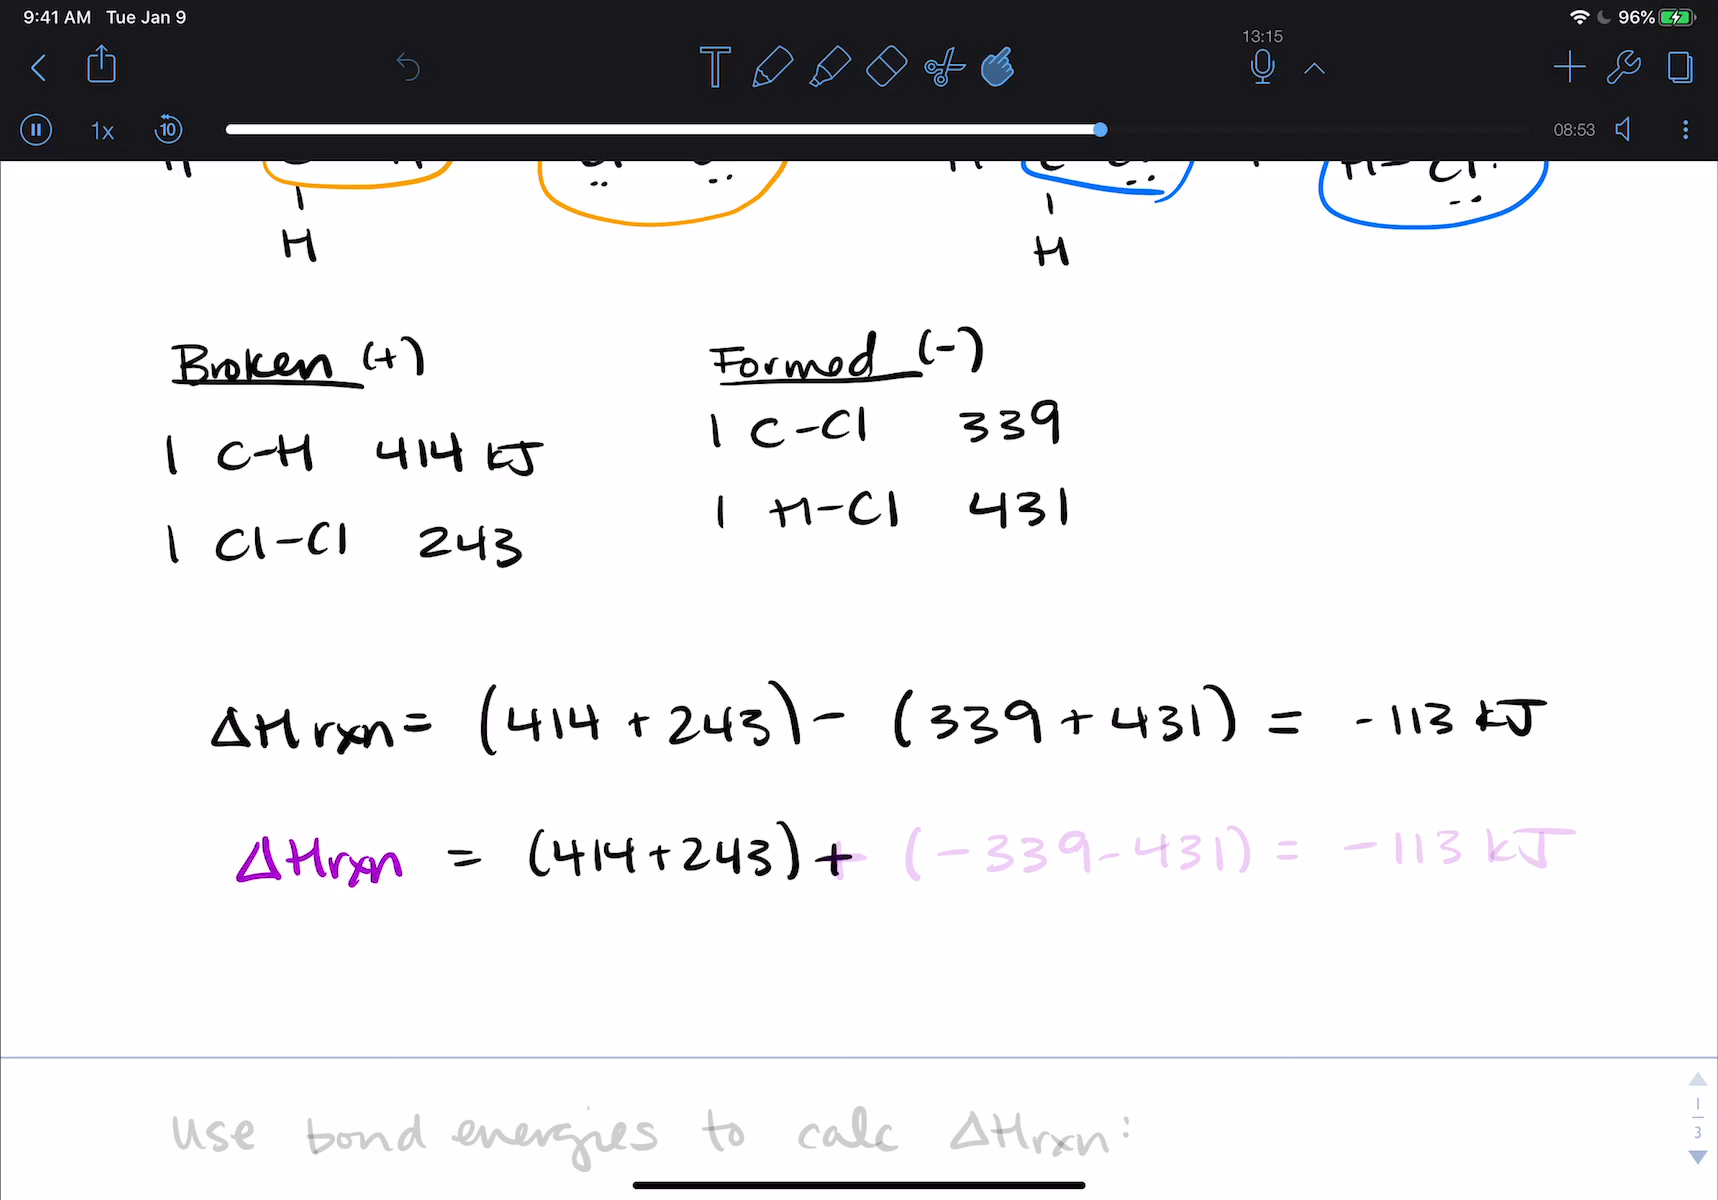 9:41 AM Tue Jan 9
96%
13:15
1x
10
08:53
H
H
Broken (+)
Formed (-)
1 C-H 414 kJ
1 C-Cl 339
1 Cl-Cl 243
1 H-Cl 431
ΔHrxn = (414 + 243) - (339 + 431) = -113 kJ
ΔHrxn = (414+243) + (-339-431) = -113 kJ
use bond energies to calc ΔHrxn:
1
3